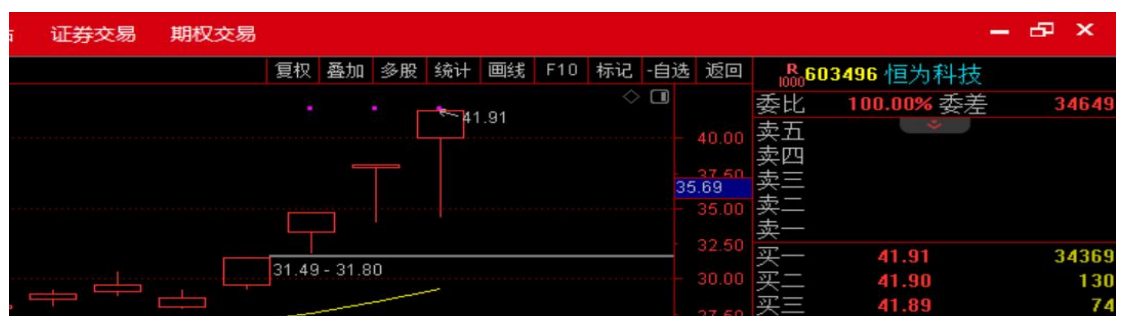 证券交易 期权交易
复权 叠加 多股 统计 画线 F10 标记 -自选 返回
R
1000 603496 恒为科技
委比 100.00% 委差 34649
41.91
卖五
40.00
卖四
37.50
卖三
35.69
卖二
35.00
卖一
32.50
买一 41.91 34369
31.49 - 31.80
30.00
买二 41.90 130
买三 41.89 74
27.50